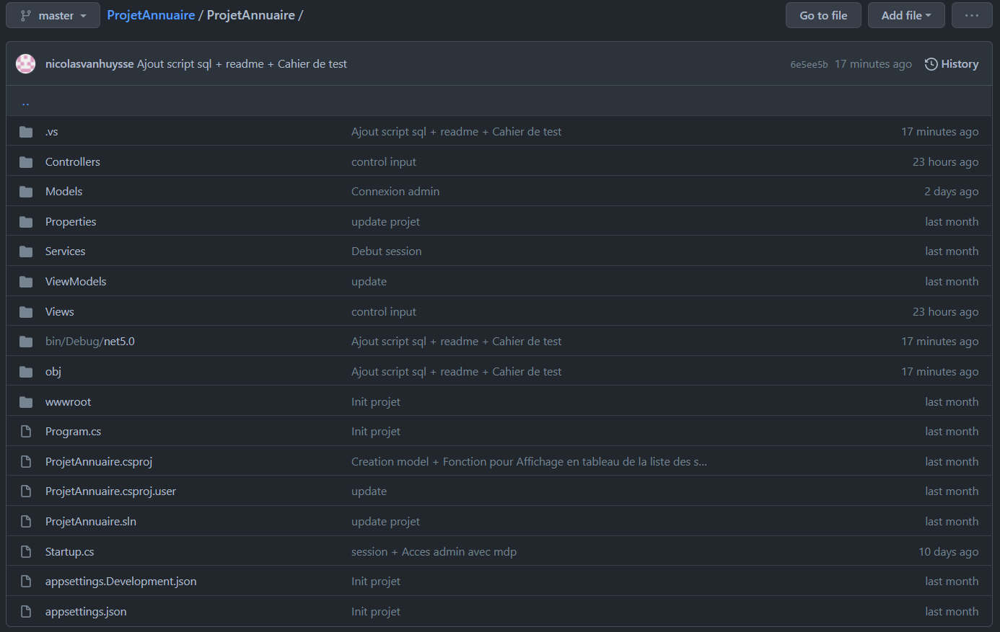 master ProjetAnnuaire / ProjetAnnuaire / Go to file Add file ...
nicolasvanhuysse Ajout script sql + readme + Cahier de test 6e5ee5b 17 minutes ago History
..
.vs Ajout script sql + readme + Cahier de test 17 minutes ago
Controllers control input 23 hours ago
Models Connexion admin 2 days ago
Properties update projet last month
Services Debut session last month
ViewModels update last month
Views control input 23 hours ago
bin/Debug/net5.0 Ajout script sql + readme + Cahier de test 17 minutes ago
obj Ajout script sql + readme + Cahier de test 17 minutes ago
wwwroot Init projet last month
Program.cs Init projet last month
ProjetAnnuaire.csproj Creation model + Fonction pour Affichage en tableau de la liste des s... last month
ProjetAnnuaire.csproj.user update last month
ProjetAnnuaire.sln update projet last month
Startup.cs session + Acces admin avec mdp 10 days ago
appsettings.Development.json Init projet last month
appsettings.json Init projet last month